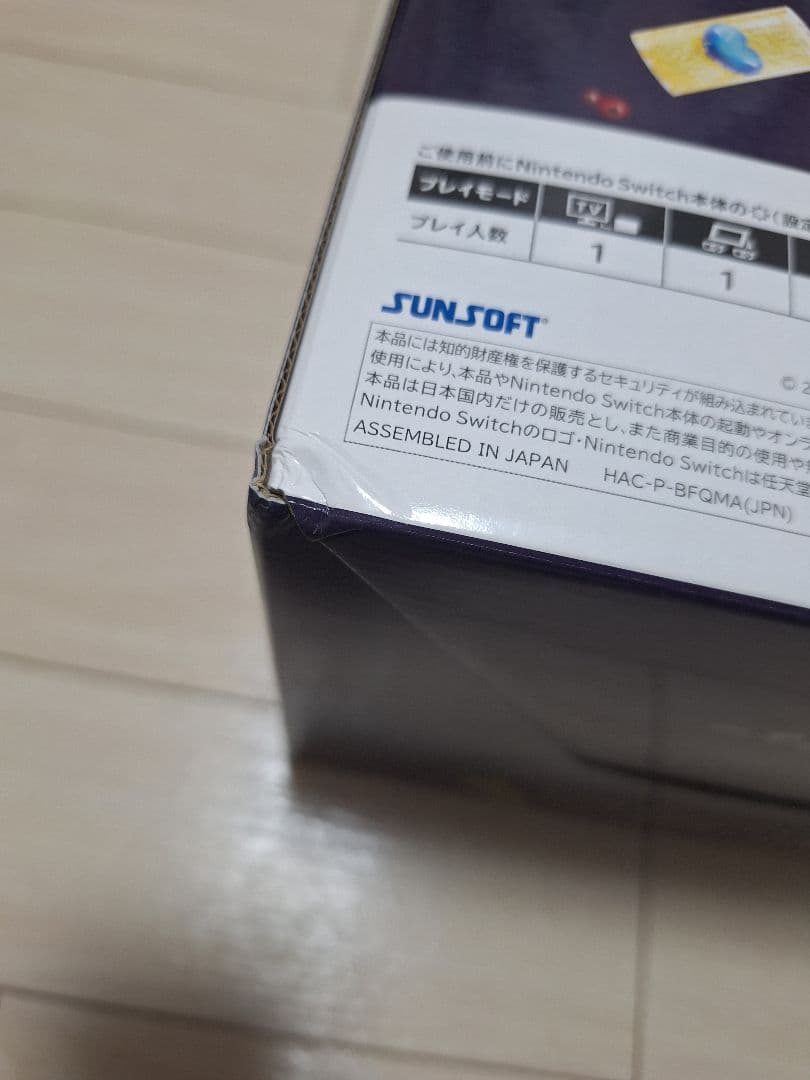 ご使用前にNintendo Switch本体の
プレイモード TV
プレイ人数 1 1
SUNSOFT
© 2
本品には知的財産権を保護するセキュリティが組み込まれてい
使用により、本品やNintendo Switch本体の起動やオンラ
本品は日本国内だけの販売とし、また商業目的の使用や
Nintendo Switchのロゴ・Nintendo Switchは任天堂
ASSEMBLED IN JAPAN HAC-P-BFQMA(JPN)